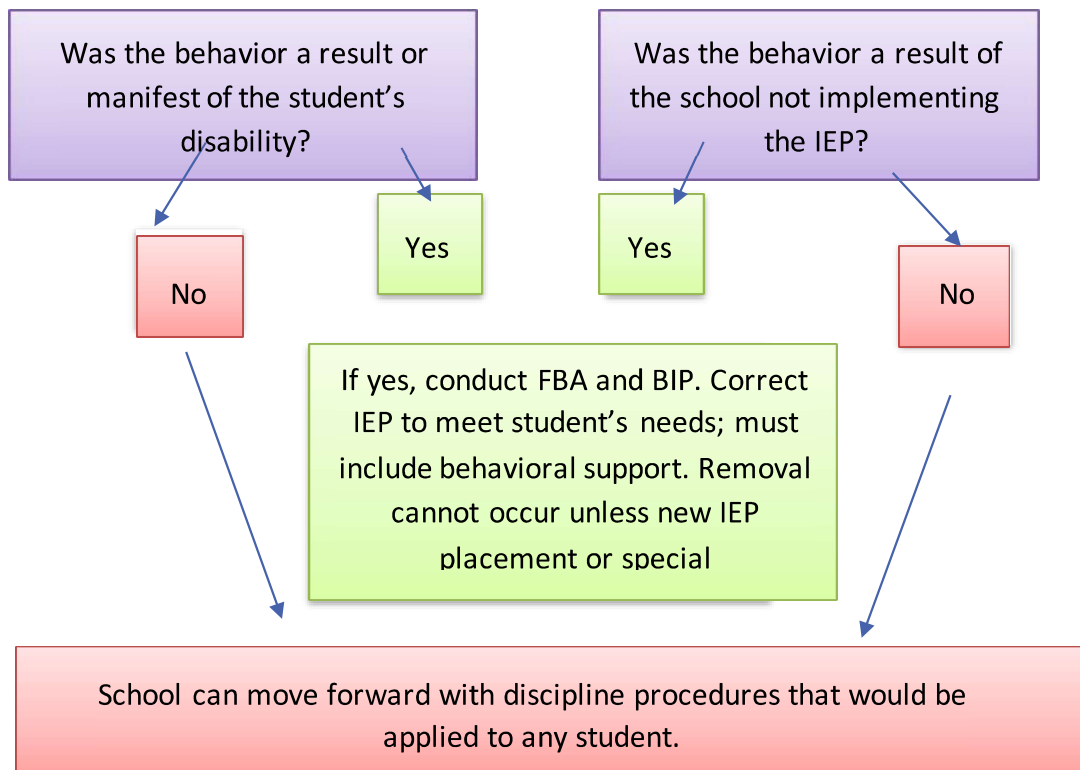 Was the behavior a result or
manifest of the student’s
disability?
Was the behavior a result of
the school not implementing
the IEP?
Yes
Yes
No
No
If yes, conduct FBA and BIP. Correct
IEP to meet student’s needs; must
include behavioral support. Removal
cannot occur unless new IEP
placement or special
School can move forward with discipline procedures that would be
applied to any student.